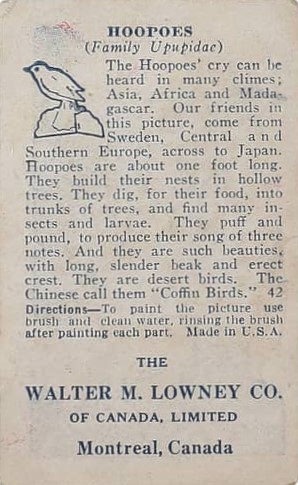 HOOPOES
(Family Upupidae)
The Hoopoes' cry can be
heard in many climes;
Asia, Africa and Mada-
gascar. Our friends in
this picture, come from
Sweden, Central and
Southern Europe, across to Japan.
Hoopoes are about one foot long.
They build their nests in hollow
trees. They dig, for their food, into
trunks of trees, and find many in-
sects and larvae. They puff and
pound, to produce their song of three
notes. And they are such beauties,
with long, slender beak and erect
crest. They are desert birds. The
Chinese call them "Coffin Birds." 42
Directions—To paint the picture use
brush and clean water, rinsing the brush
after painting each part. Made in U.S.A.
THE
WALTER M. LOWNEY CO.
OF CANADA, LIMITED
Montreal, Canada